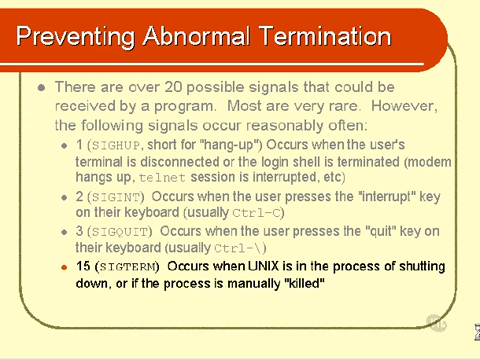 Preventing Abnormal Termination
There are over 20 possible signals that could be
received by a program. Most are very rare. However,
the following signals occur reasonably often:
1 (SIGHUP, short for "hang-up") Occurs when the user's
terminal is disconnected or the login shell is terminated (modem
hangs up, telnet session is interrupted, etc)
2 (SIGINT) Occurs when the user presses the "interrupt" key
on their keyboard (usually Ctrl-C)
3 (SIGQUIT) Occurs when the user presses the "quit" key on
their keyboard (usually Ctrl-\)
15 (SIGTERM) Occurs when UNIX is in the process of shutting
down, or if the process is manually "killed"